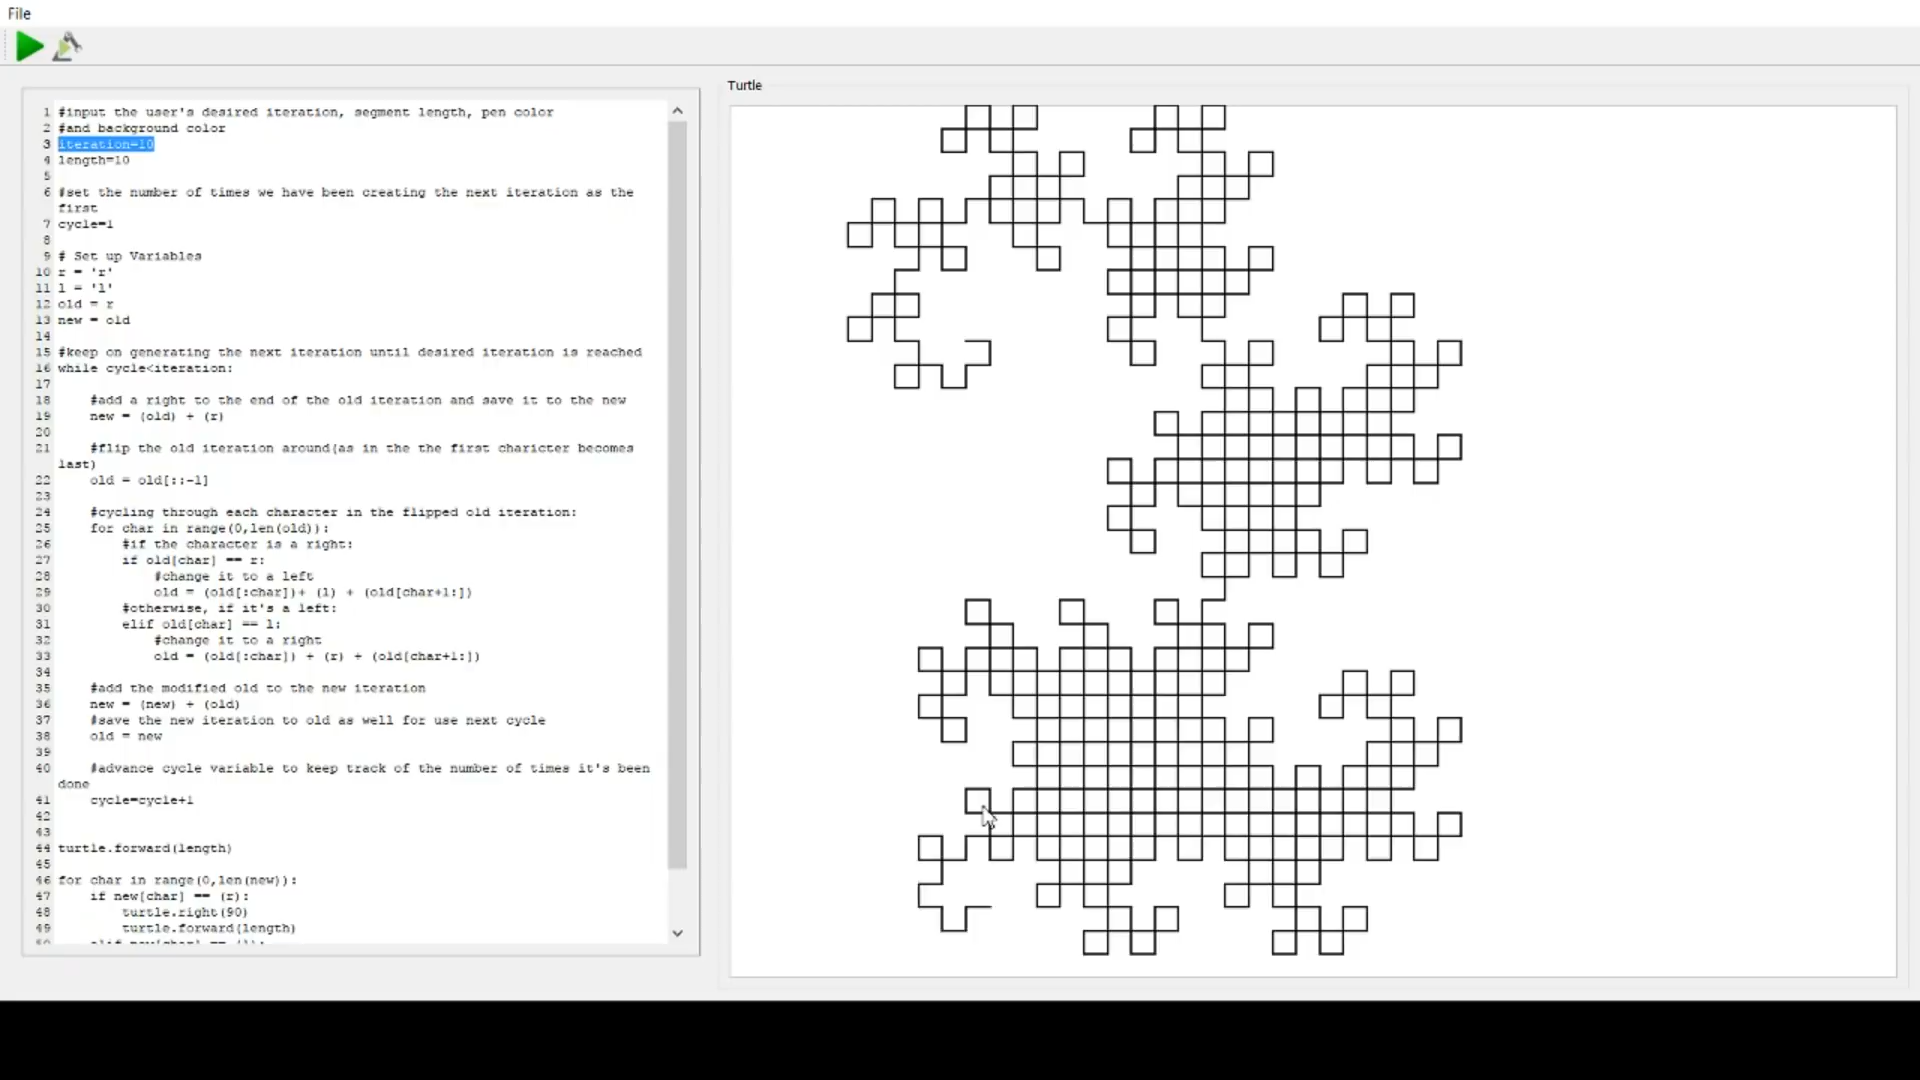 File
Turtle
1 #input the user's desired iteration, segment length, pen color
2 #and background color
3 iteration=10
4 length=10
5
6 #set the number of times we have been creating the next iteration as the
first
7 cycle=1
8
9 # Set up Variables
10 r = 'r'
11 l = 'l'
12 old = r
13 new = old
14
15 #keep on generating the next iteration until desired iteration is reached
16 while cycle<iteration:
17
18 #add a right to the end of the old iteration and save it to the new
19 new = (old) + (r)
20
21 #flip the old iteration around(as in the the first charicter becomes
last)
22 old = old[::-1]
23
24 #cycling through each character in the flipped old iteration:
25 for char in range(0,len(old)):
26 #if the character is a right:
27 if old[char] == r:
28 #change it to a left
29 old = (old[:char])+ (l) + (old[char+1:])
30 #otherwise, if it's a left:
31 elif old[char] == l:
32 #change it to a right
33 old = (old[:char]) + (r) + (old[char+1:])
34
35 #add the modified old to the new iteration
36 new = (new) + (old)
37 #save the new iteration to old as well for use next cycle
38 old = new
39
40 #advance cycle variable to keep track of the number of times it's been
done
41 cycle=cycle+1
42
43
44 turtle.forward(length)
45
46 for char in range(0,len(new)):
47 if new[char] == (r):
48 turtle.right(90)
49 turtle.forward(length)